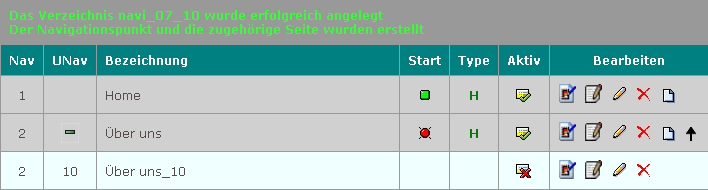 Das Verzeichnis navi_07_10 wurde erfolgreich angelegt
Der Navigationspunkt und die zugehörige Seite wurden erstellt
Nav UNav Bezeichnung Start Type Aktiv Bearbeiten
1 Home H
2 Über uns H
2 10 Über uns_10